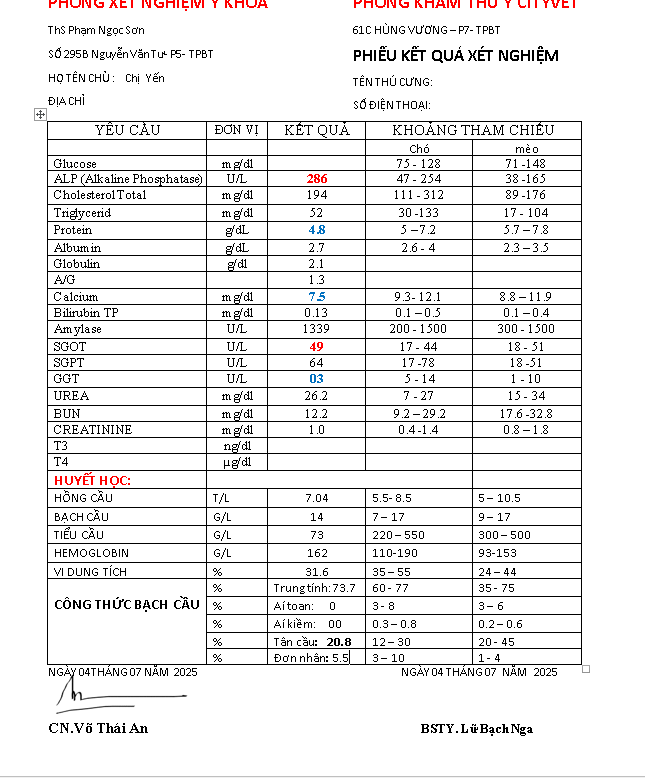 PHÒNG XÉT NGHIỆM Y KHOA PHÒNG KHÁM THÚ Y CITYVET
ThS Phạm Ngọc Sơn 61C HÙNG VƯƠNG – P7- TPBT
SỐ 295B Nguyễn Văn Tư- P5- TPBT PHIẾU KẾT QUẢ XÉT NGHIỆM
HỌ TÊN CHỦ : Chị Yến TÊN THÚ CƯNG:
ĐỊA CHỈ SỐ ĐIỆN THOẠI:
YÊU CẦU ĐƠN VỊ KẾT QUẢ KHOẢNG THAM CHIẾU
Chó mèo
Glucose mg/dl 75 - 128 71 -148
ALP (Alkaline Phosphatase) U/L 286 47 - 254 38 -165
Cholesterol Total mg/dl 194 111 - 312 89 -176
Triglycerid mg/dl 52 30 -133 17 - 104
Protein g/dL 4.8 5 –7.2 5.7 – 7.8
Albumin g/dL 2.7 2.6 - 4 2.3 – 3.5
Globulin g/dl 2.1
A/G 1.3
Calcium mg/dl 7.5 9.3- 12.1 8.8 – 11.9
Bilirubin TP mg/dl 0.13 0.1 – 0.5 0.1 – 0.4
Amylase U/L 1339 200 - 1500 300 - 1500
SGOT U/L 49 17 - 44 18 - 51
SGPT U/L 64 17 -78 18 -51
GGT U/L 03 5 - 14 1 - 10
UREA mg/dl 26.2 7 - 27 15 - 34
BUN mg/dl 12.2 9.2 – 29.2 17.6 -32.8
CREATININE mg/dl 1.0 0.4-1.4 0.8 – 1.8
T3 ng/dl
T4 µg/dl
HUYẾT HỌC:
HỒNG CẦU T/L 7.04 5.5- 8.5 5 – 10.5
BẠCH CẦU G/L 14 7 – 17 9 – 17
TIỂU CẦU G/L 73 220 – 550 300 – 500
HEMOGLOBIN G/L 162 110-190 93-153
VI DUNG TÍCH % 31.6 35 – 55 24 – 44
% Trung tính: 73.7 60 - 77 35 - 75
CÔNG THỨC BẠCH CẦU % Aí toan: 0 3 - 8 3 – 6
% Aí kiềm: 00 0.3 – 0.8 0.2 – 0.6
% Tân cầu: 20.8 12 – 30 20 - 45
% Đơn nhân: 5.5 3 – 10 1 - 4
NGÀY 04 THÁNG 07 NĂM 2025 NGÀY 04 THÁNG 07 NĂM 2025
CN.Võ Thái An BSTY. Lữ Bạch Nga